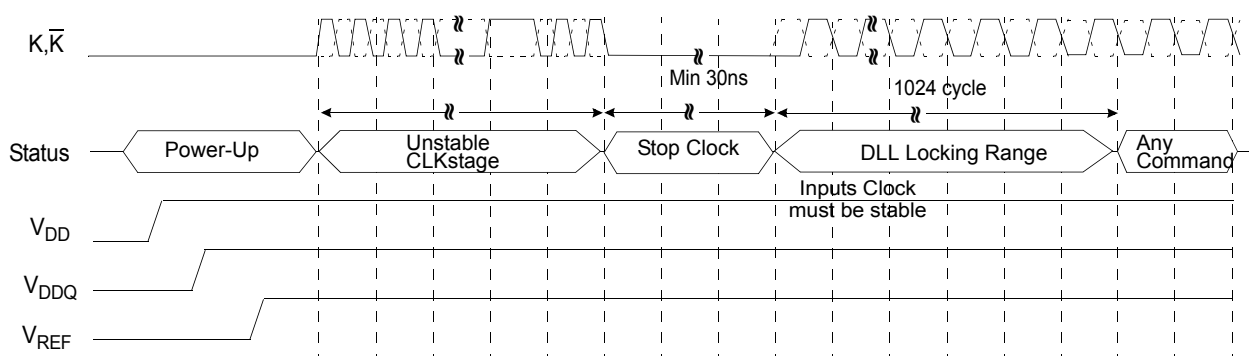 K,K̅
Min 30ns
1024 cycle
Status
Power-Up
Unstable
CLKstage
Stop Clock
DLL Locking Range
Any
Command
Inputs Clock
must be stable
VDD
VDDQ
VREF